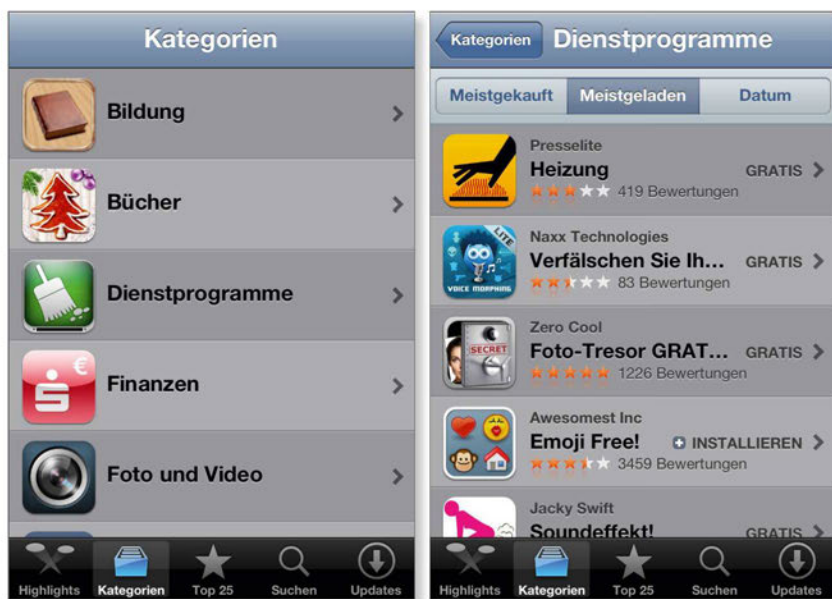 Kategorien
Bildung
Bücher
Dienstprogramme
€
Finanzen
Foto und Video
Highlights Kategorien Top 25 Suchen Updates
Kategorien Dienstprogramme
Meistgekauft Meistgeladen Datum
Presselite
Heizung GRATIS
419 Bewertungen
LITE
VOICE MORPHING
Naxx Technologies
Verfälschen Sie Ih... GRATIS
83 Bewertungen
SECRET
Zero Cool
Foto-Tresor GRAT... GRATIS
1226 Bewertungen
Awesomest Inc
Emoji Free! INSTALLIEREN
3459 Bewertungen
Jacky Swift
Soundeffekt! GRATIS
Highlights Kategorien Top 25 Suchen Updates